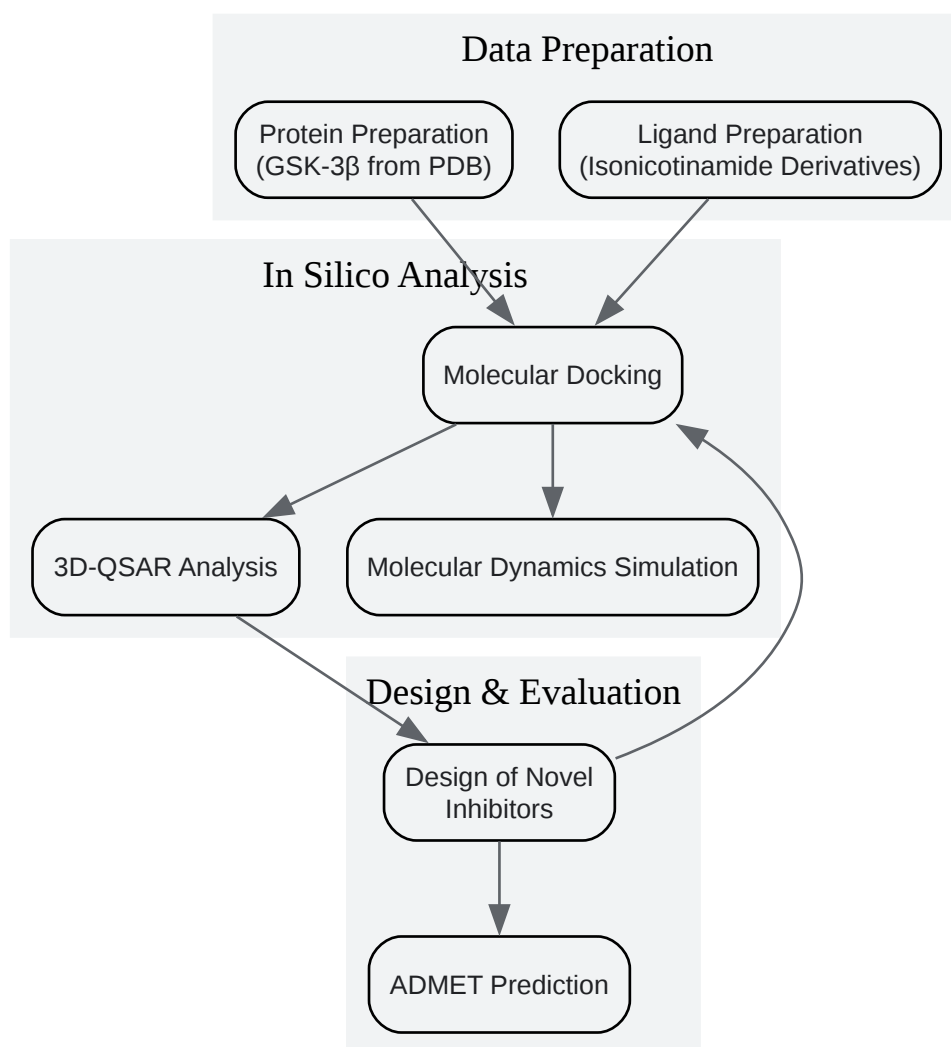 Data Preparation
Protein Preparation
(GSK-3β from PDB)
Ligand Preparation
(Isonicotinamide Derivatives)
In Silico Analysis
Molecular Docking
3D-QSAR Analysis
Molecular Dynamics Simulation
Design & Evaluation
Design of Novel
Inhibitors
ADMET Prediction